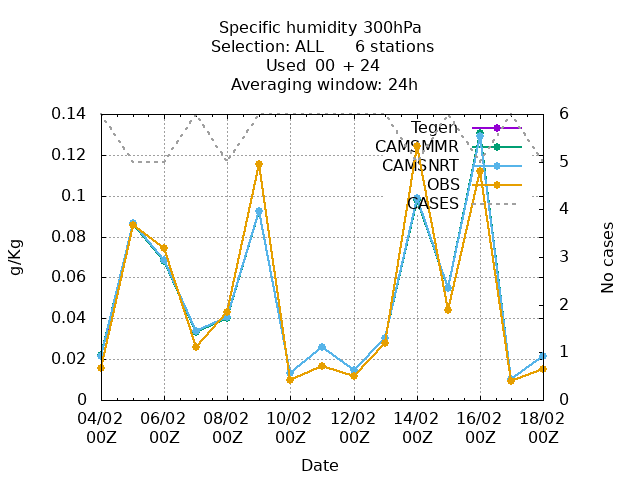 Specific humidity 300hPa
Selection: ALL 6 stations
Used 00 + 24
Averaging window: 24h
0.14
0.12
0.1
0.08
0.06
0.04
0.02
0
g/Kg
6
5
4
3
2
1
0
No cases
Tegen
CAMSMMR
CAMSNRT
OBS
CASES
04/02 06/02 08/02 10/02 12/02 14/02 16/02 18/02
00Z 00Z 00Z 00Z 00Z 00Z 00Z 00Z
Date